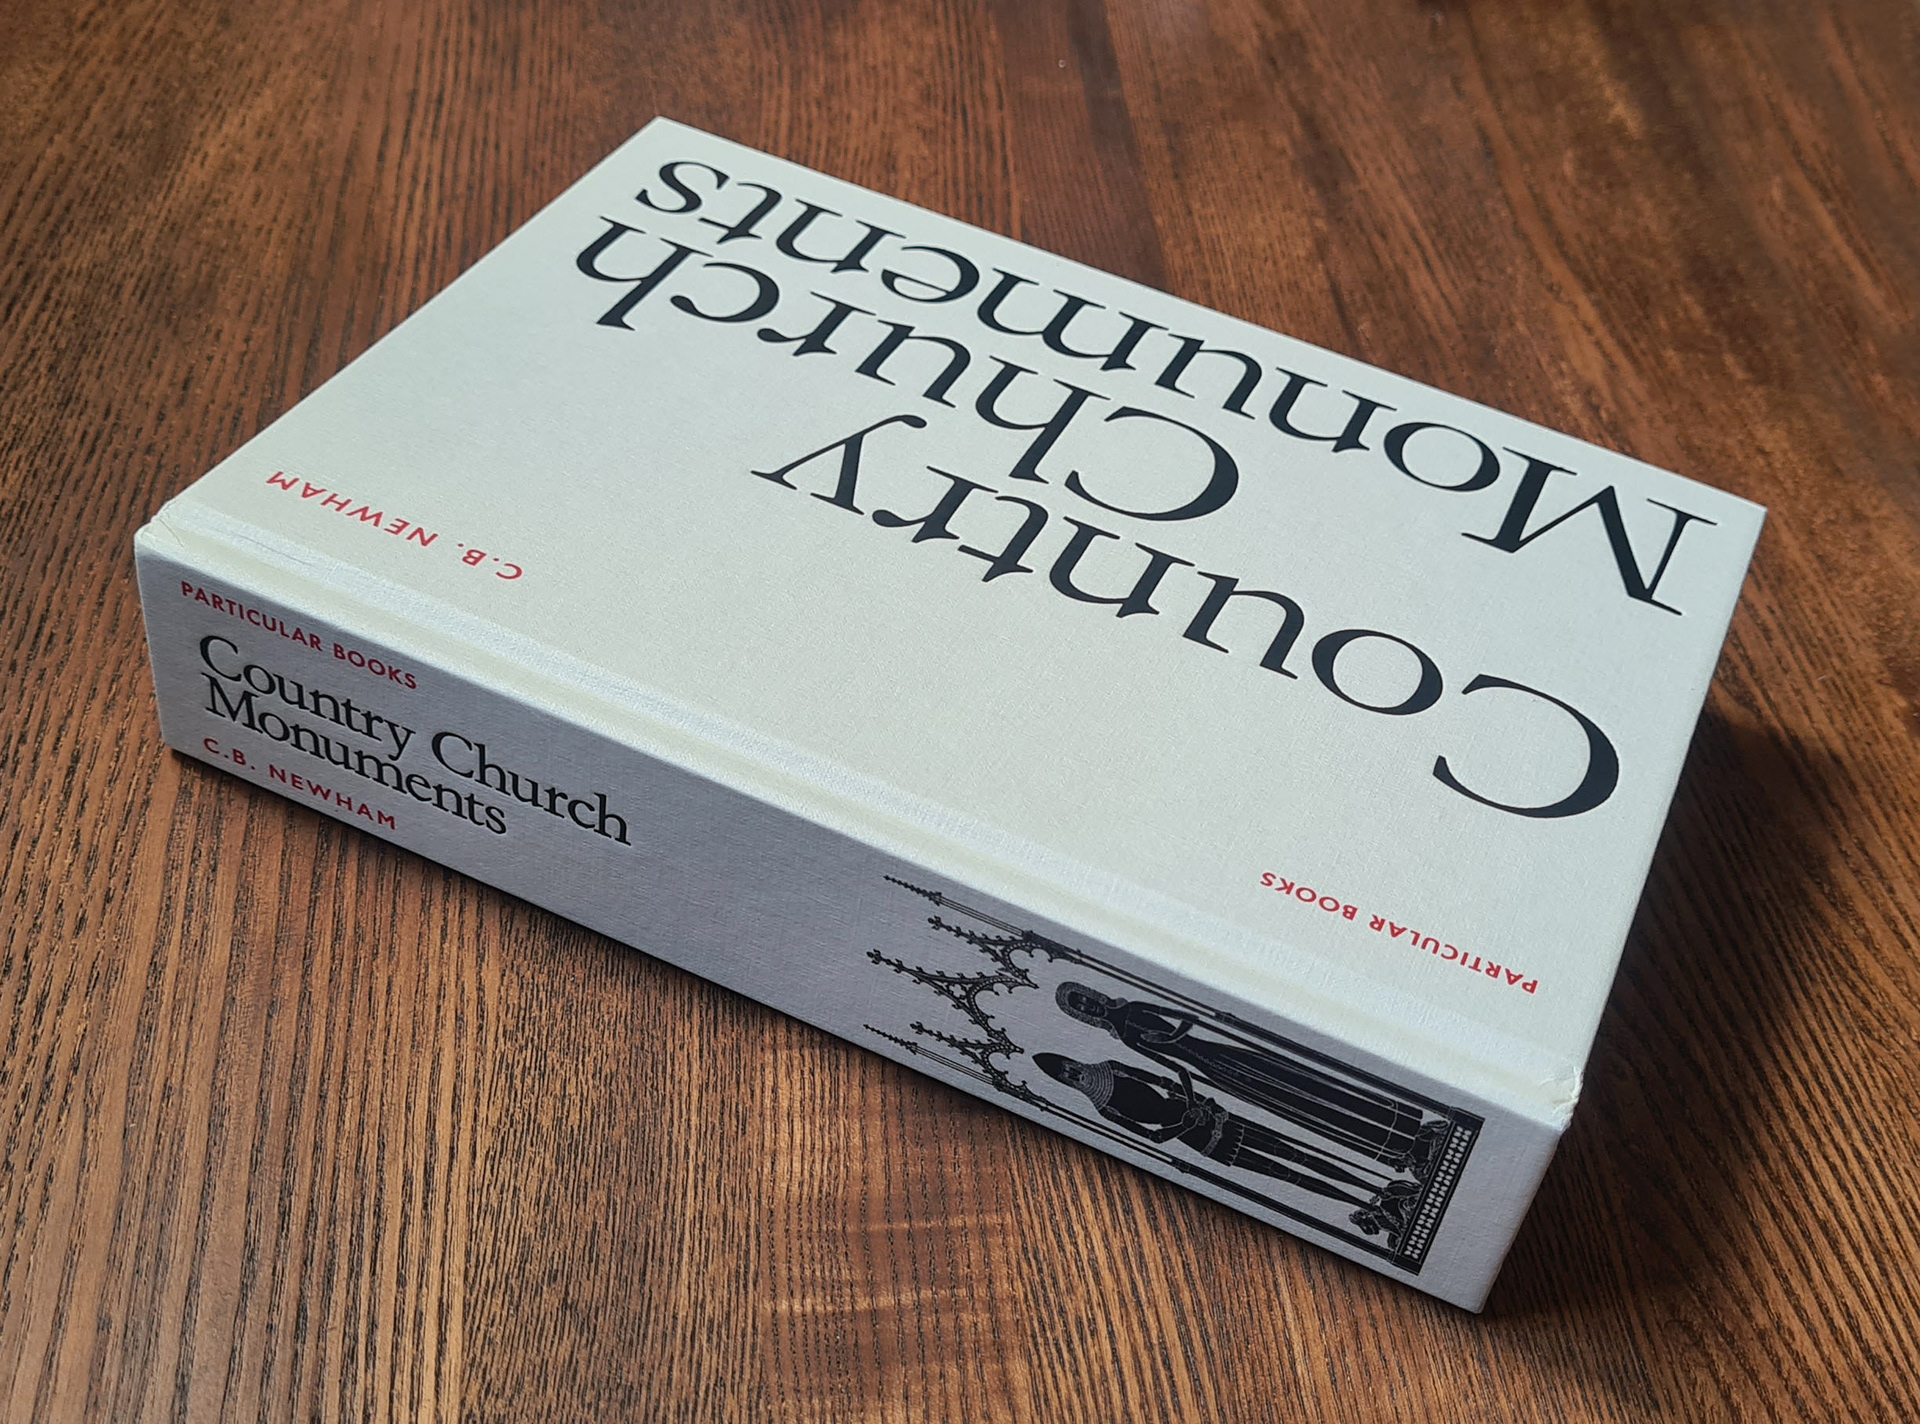 PARTICULAR BOOKS
C.B. NEWHAM
Country
Church
Monuments
PARTICULAR BOOKS
Country Church
Monuments
C.B. NEWHAM